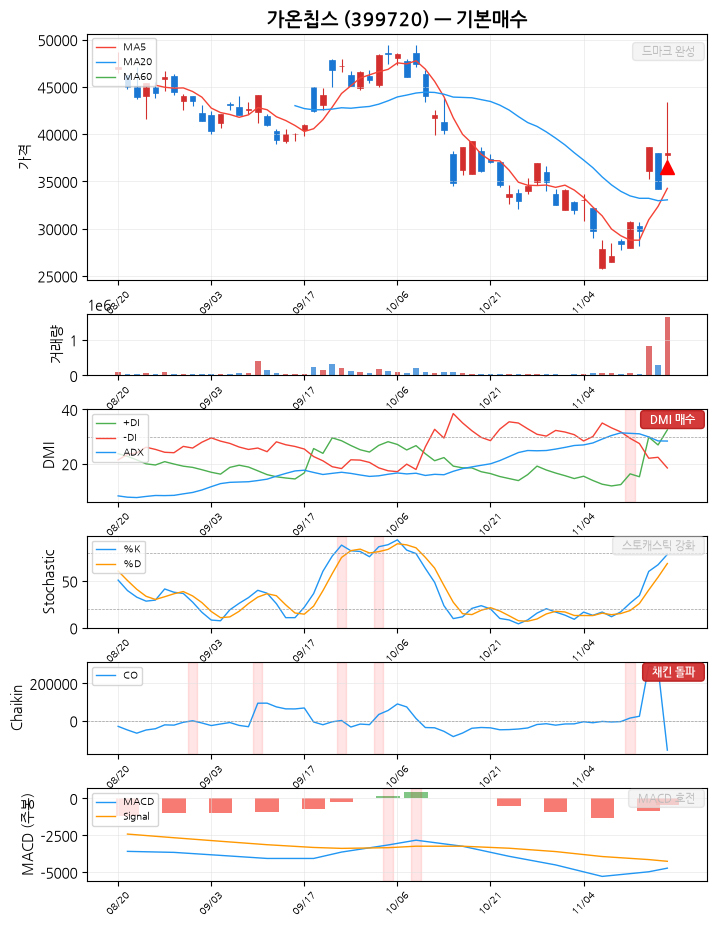 가온칩스 (399720) — 기본매수
50000
45000
40000
35000
30000
25000
가격
MA5
MA20
MA60
드마크 완성
08/20
09/03
09/17
10/06
10/21
11/04
1e6
1
0
거래량
08/20
09/03
09/17
10/06
10/21
11/04
40
20
DMI
+DI
-DI
ADX
DMI 매수
08/20
09/03
09/17
10/06
10/21
11/04
50
0
Stochastic
%K
%D
스토캐스틱 강화
08/20
09/03
09/17
10/06
10/21
11/04
200000
0
Chaikin
CO
채킨 돌파
08/20
09/03
09/17
10/06
10/21
11/04
0
-2500
-5000
MACD (주봉)
MACD
Signal
MACD 호전
08/20
09/03
09/17
10/06
10/21
11/04